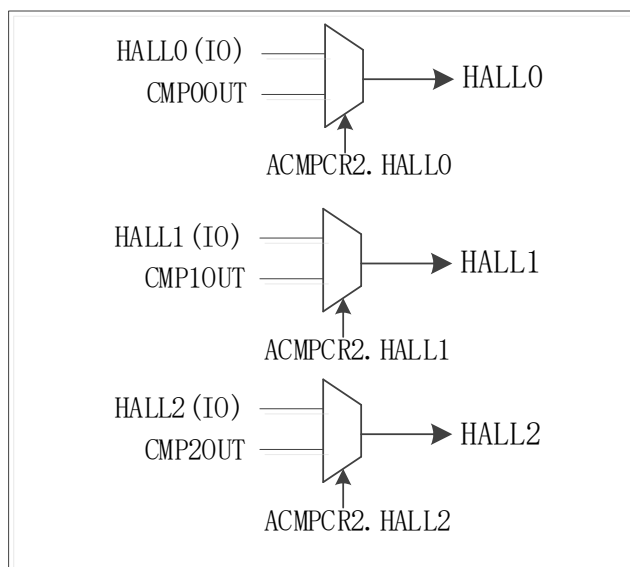 HALL0(IO)
CMP0OUT
HALL0
ACMPCR2.HALL0
HALL1(IO)
CMP1OUT
HALL1
ACMPCR2.HALL1
HALL2(IO)
CMP2OUT
HALL2
ACMPCR2.HALL2